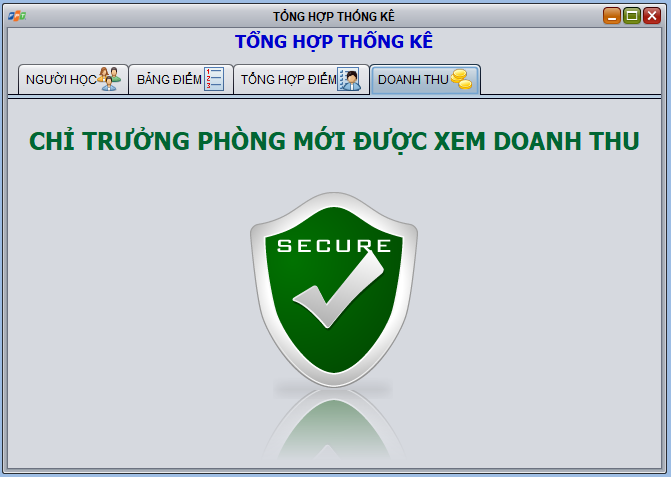 TỔNG HỢP THỐNG KÊ
TỔNG HỢP THỐNG KÊ
NGƯỜI HỌC BẢNG ĐIỂM TỔNG HỢP ĐIỂM DOANH THU
CHỈ TRƯỞNG PHÒNG MỚI ĐƯỢC XEM DOANH THU
SECURE